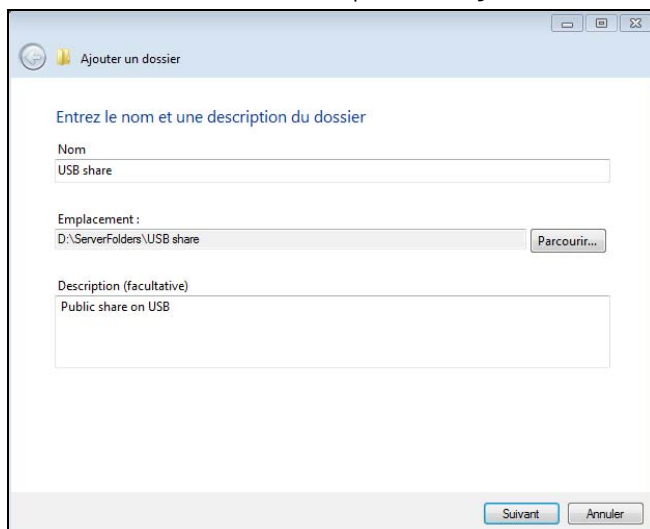 Ajouter un dossier
Entrez le nom et une description du dossier
Nom
USB share
Emplacement :
D:\ServerFolders\USB share
Parcourir...
Description (facultative)
Public share on USB
Suivant
Annuler